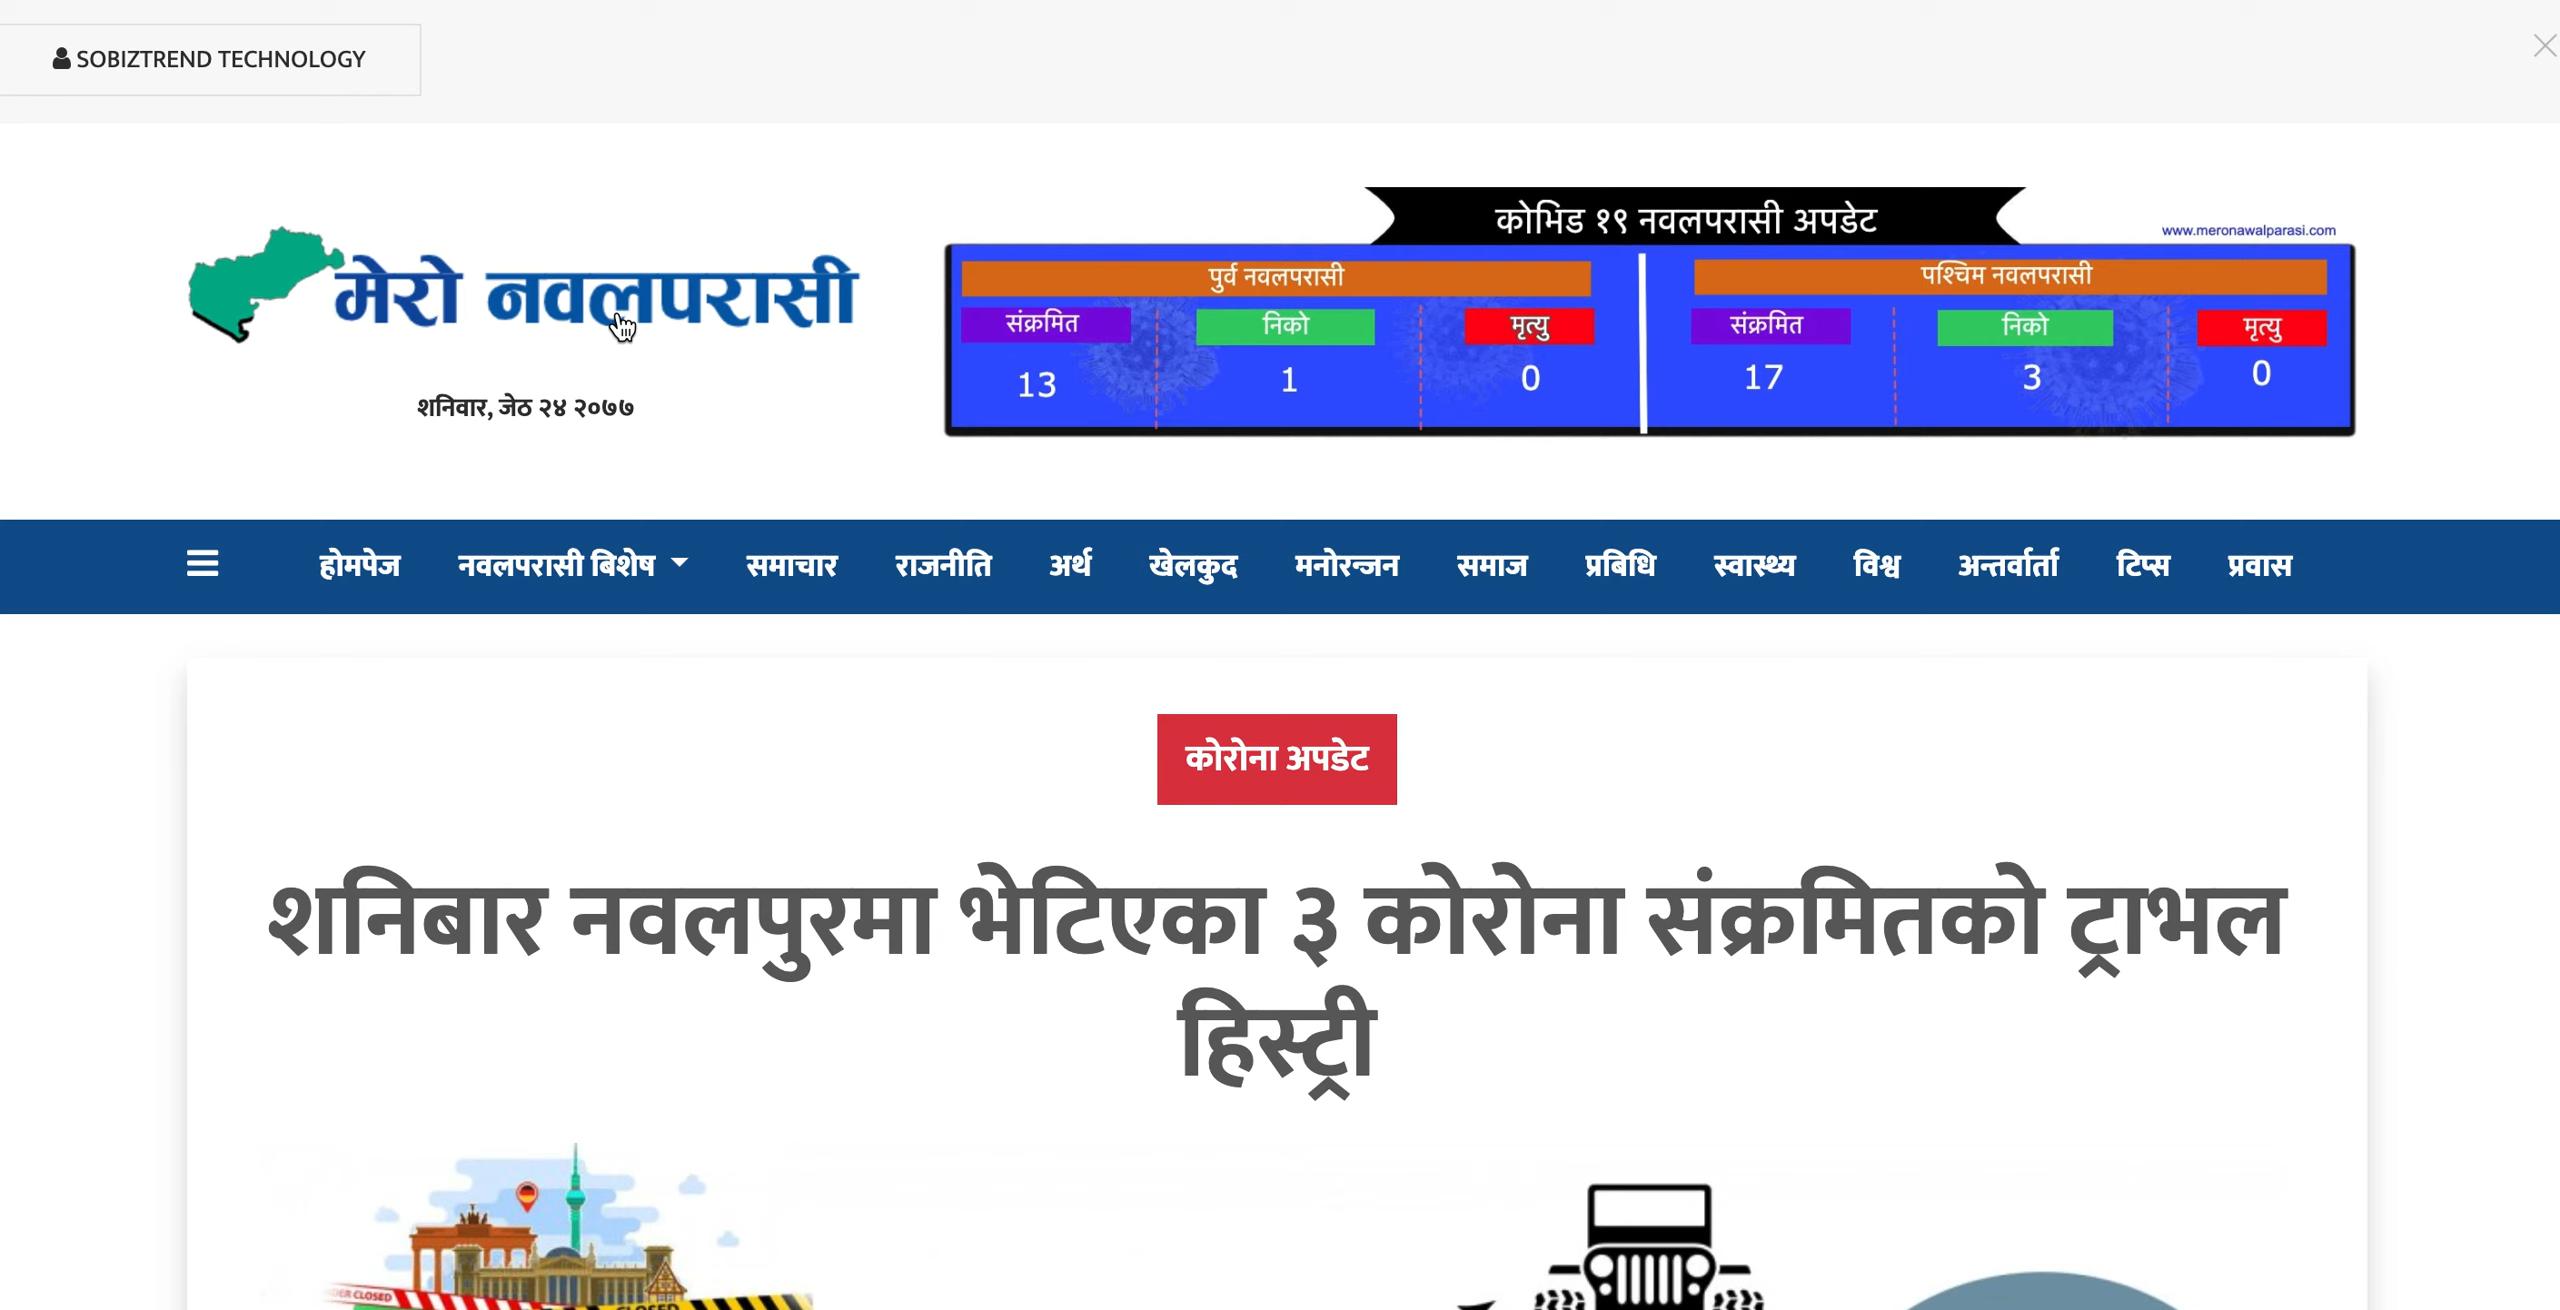 SOBIZTREND TECHNOLOGY
मेरो नवलपरासी
शनिवार, जेठ २४ २०७७
कोभिड १९ नवलपरासी अपडेट
www.meronawalparasi.com
पुर्व नवलपरासी
पश्चिम नवलपरासी
संक्रमित निको मृत्यु संक्रमित निको मृत्यु
13 1 0 17 3 0
होमपेज नवलपरासी बिशेष समाचार राजनीति अर्थ खेलकुद मनोरन्जन समाज प्रबिधि स्वास्थ्य विश्व अन्तर्वार्ता टिप्स प्रवास
कोरोना अपडेट
शनिबार नवलपुरमा भेटिएका ३ कोरोना संक्रमितको ट्राभल
हिस्ट्री
CLOSED
CLOSED